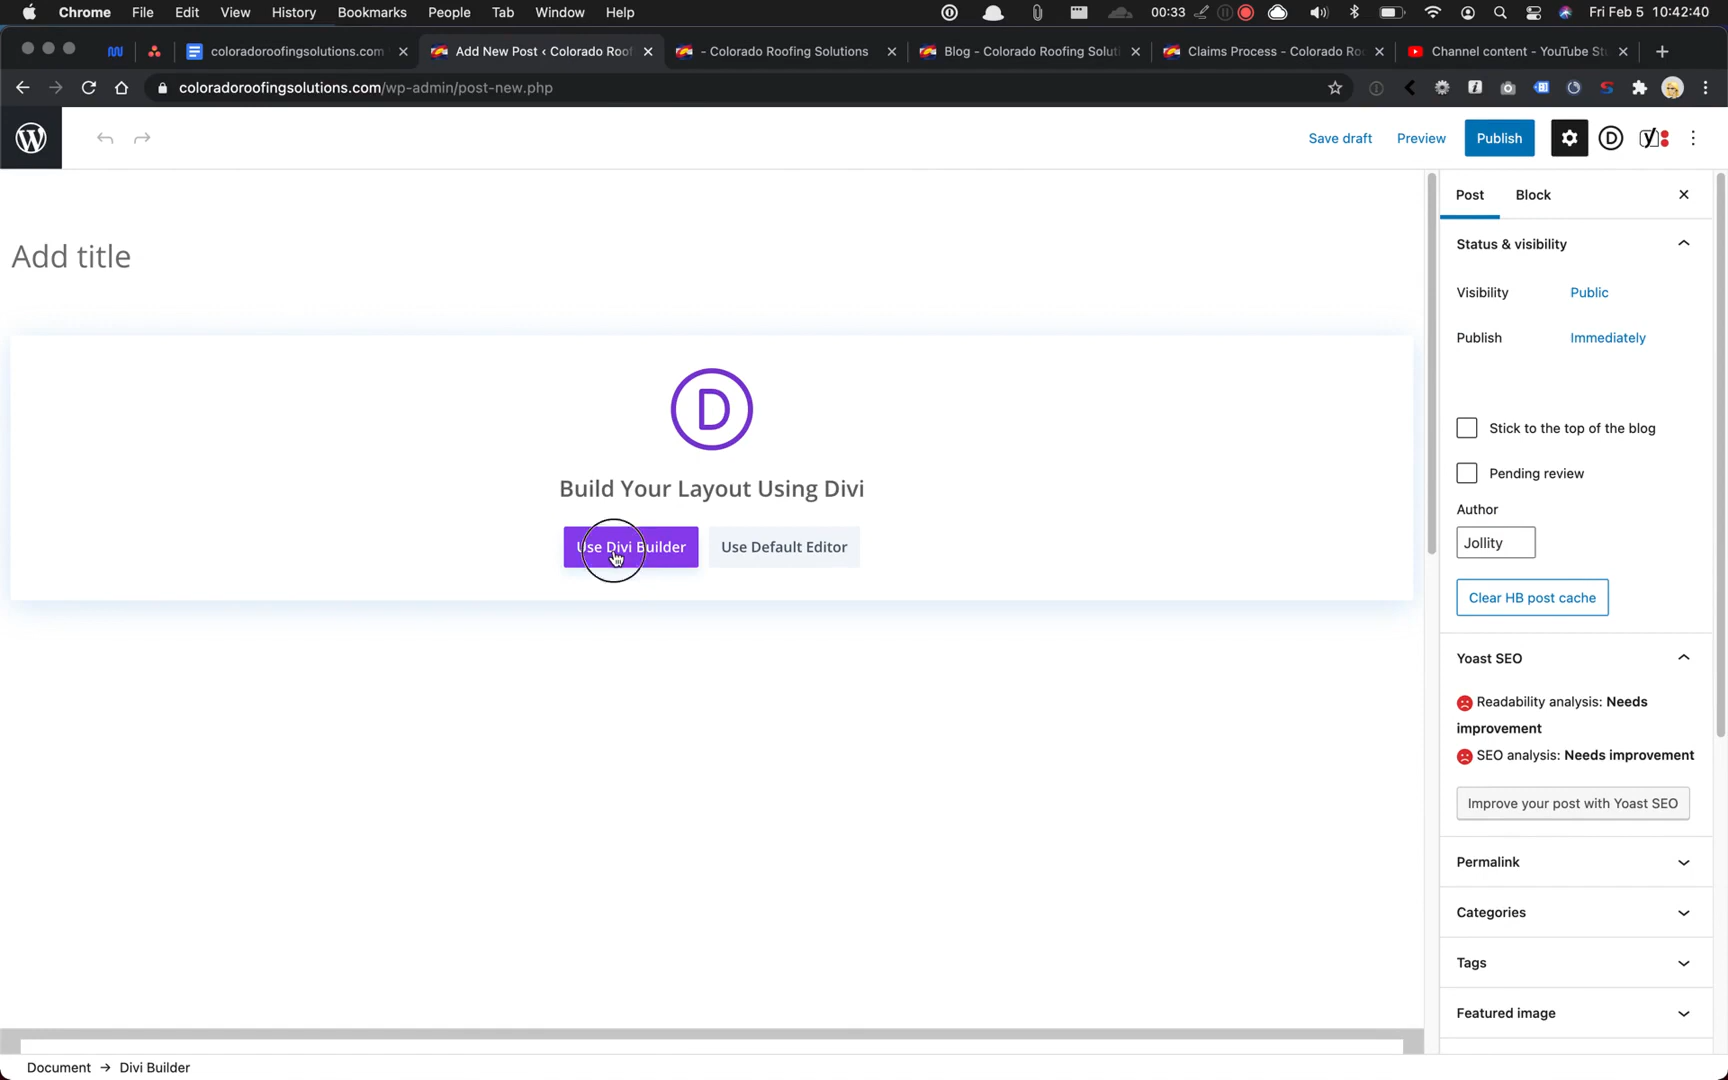 Chrome File Edit View History Bookmarks People Tab Window Help 00:33 Fri Feb 5 10:42:40
coloradoroofingsolutions.com Add New Post ‹ Colorado Roof - Colorado Roofing Solutions Blog - Colorado Roofing Soluti Claims Process - Colorado Ro Channel content - YouTube St
coloradoroofingsolutions.com/wp-admin/post-new.php
Save draft Preview Publish
Post Block
Add title
Status & visibility
Visibility Public
Publish Immediately
D
Build Your Layout Using Divi
Use Divi Builder Use Default Editor
Stick to the top of the blog
Pending review
Author
Jollity
Clear HB post cache
Yoast SEO
Readability analysis: Needs
improvement
SEO analysis: Needs improvement
Improve your post with Yoast SEO
Permalink
Categories
Tags
Featured image
Document → Divi Builder